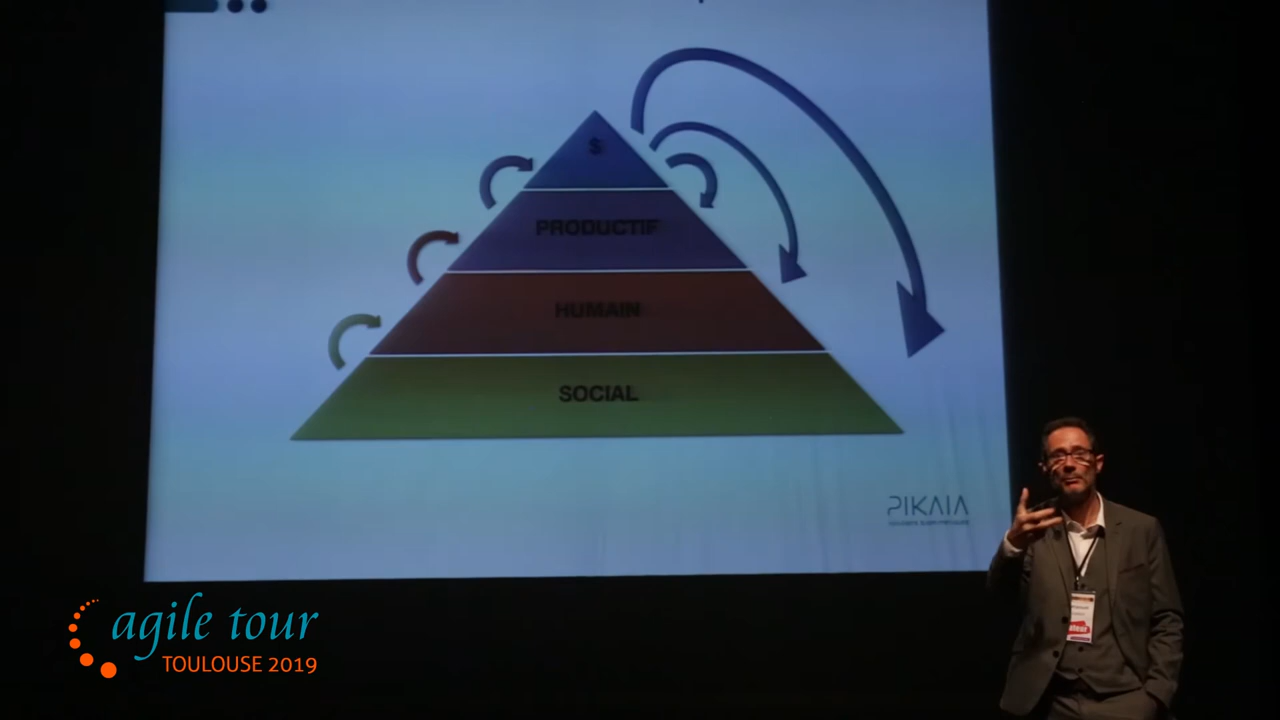 $
PRODUCTIF
HUMAIN
SOCIAL
PIKAIA
agile tour
TOULOUSE 2019